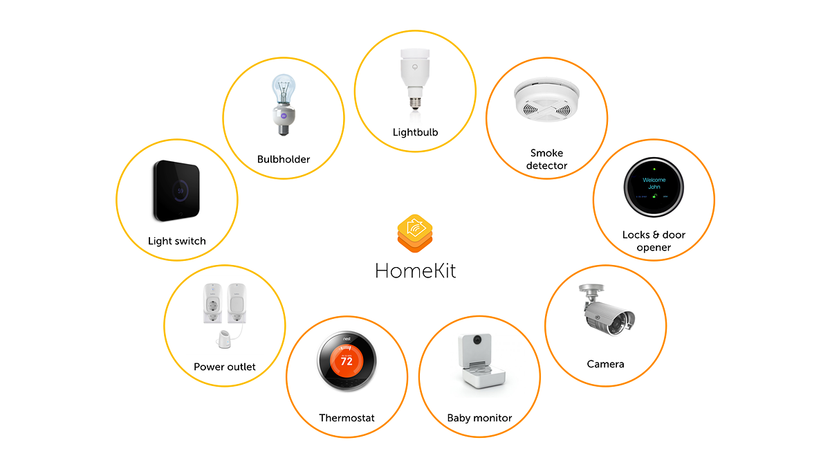 Lightbulb
Bulbholder
Smoke
detector
Light switch
Welcome
John
Locks & door
opener
HomeKit
Power outlet
nest
72
Thermostat
Baby monitor
Camera